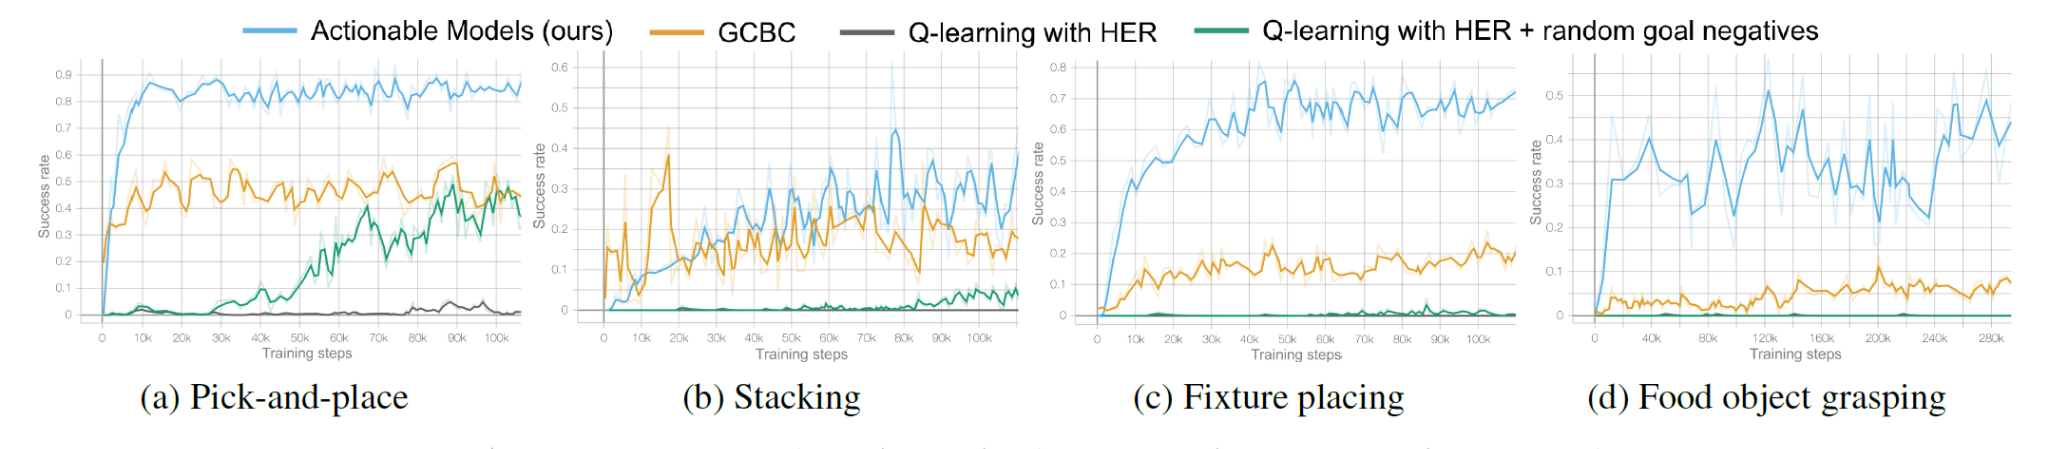 Actionable Models (ours) GCBC Q-learning with HER Q-learning with HER + random goal negatives
Success rate
0.9
0.8
0.7
0.6
0.5
0.4
0.3
0.2
0.1
0
0 10k 20k 30k 40k 50k 60k 70k 80k 90k 100k
Training steps
(a) Pick-and-place
Success rate
0.6
0.5
0.4
0.3
0.2
0.1
0
0 10k 20k 30k 40k 50k 60k 70k 80k 90k 100k
Training steps
(b) Stacking
Success rate
0.8
0.7
0.6
0.5
0.4
0.3
0.2
0.1
0
0 10k 20k 30k 40k 50k 60k 70k 80k 90k 100k
Training steps
(c) Fixture placing
Success rate
0.5
0.4
0.3
0.2
0.1
0
0 40k 80k 120k 160k 200k 240k 280k
Training steps
(d) Food object grasping